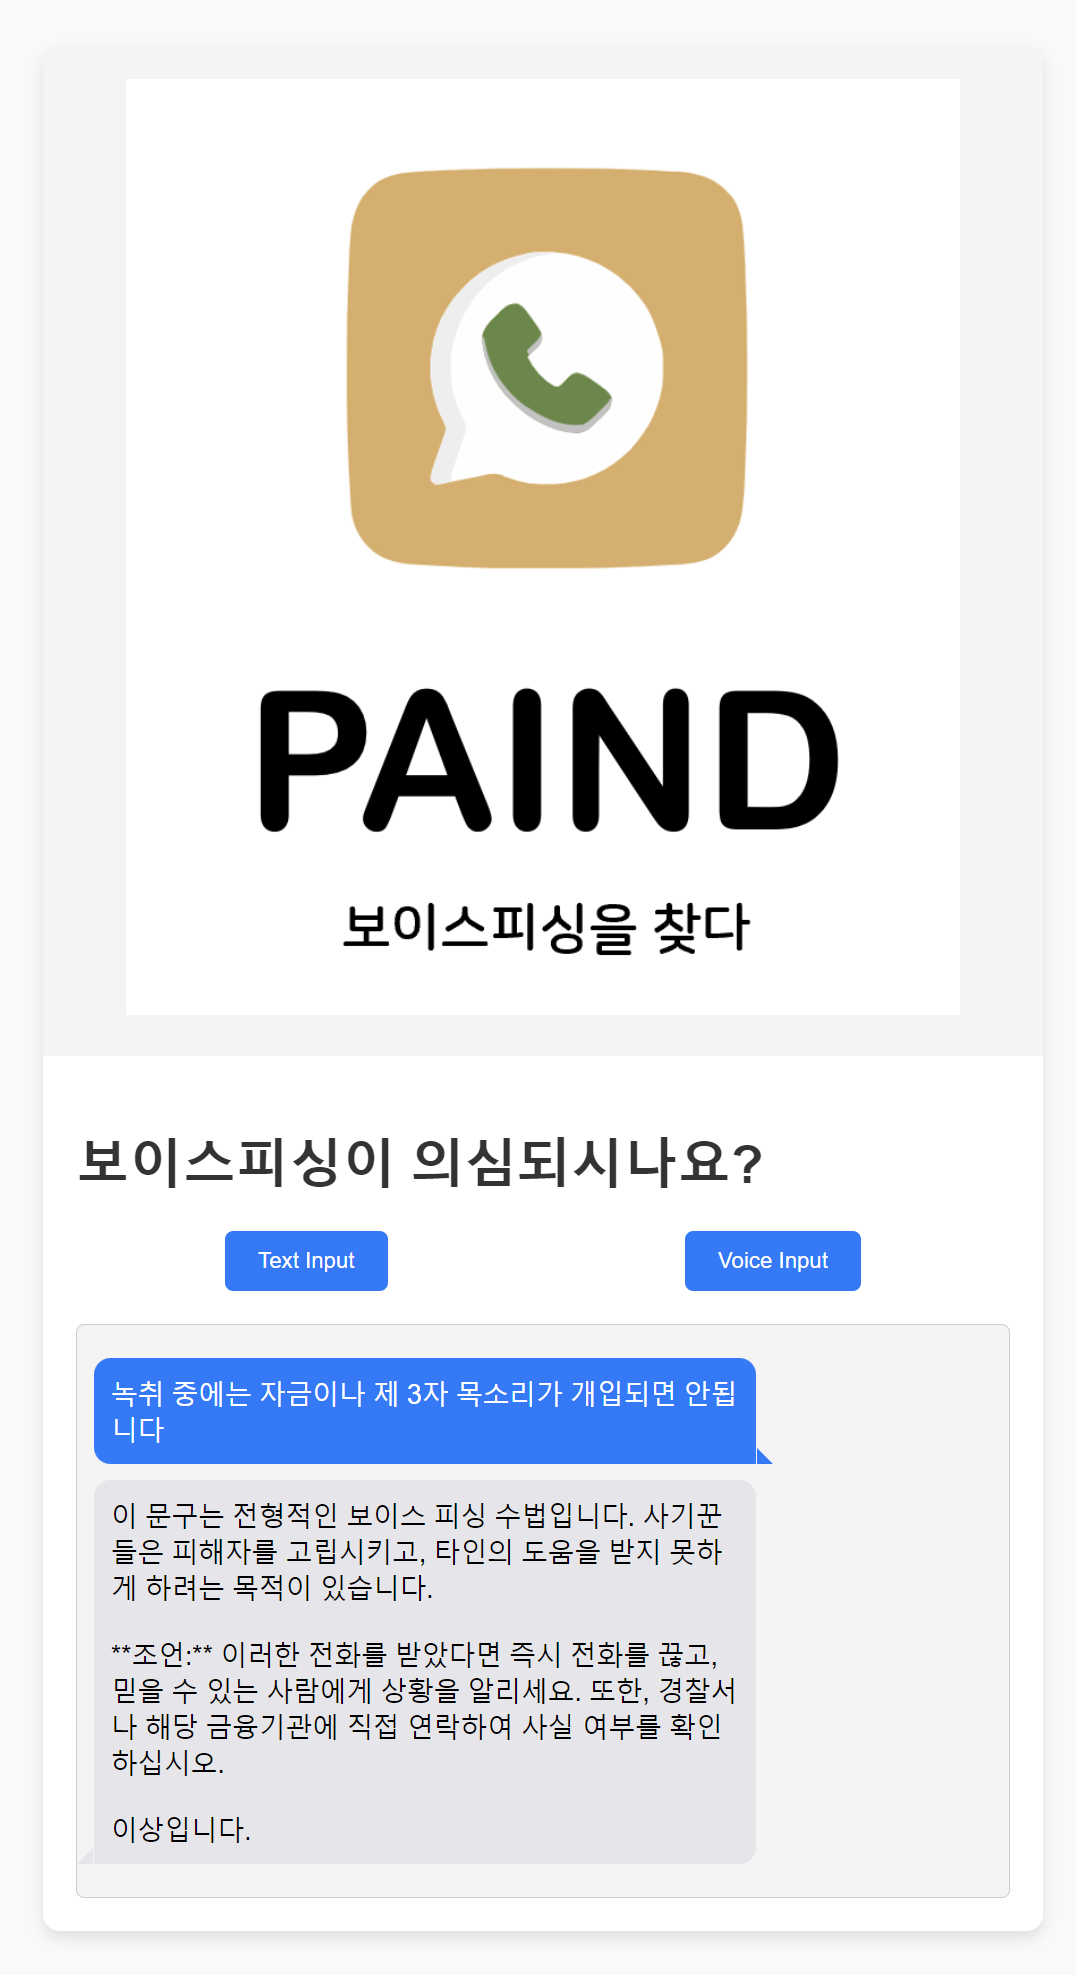 PAIND
보이스피싱을 찾다
보이스피싱이 의심되시나요?
Text Input
Voice Input
녹취 중에는 자금이나 제 3자 목소리가 개입되면 안됩
니다
이 문구는 전형적인 보이스 피싱 수법입니다. 사기꾼
들은 피해자를 고립시키고, 타인의 도움을 받지 못하
게 하려는 목적이 있습니다.
**조언:** 이러한 전화를 받았다면 즉시 전화를 끊고,
믿을 수 있는 사람에게 상황을 알리세요. 또한, 경찰서
나 해당 금융기관에 직접 연락하여 사실 여부를 확인
하십시오.
이상입니다.